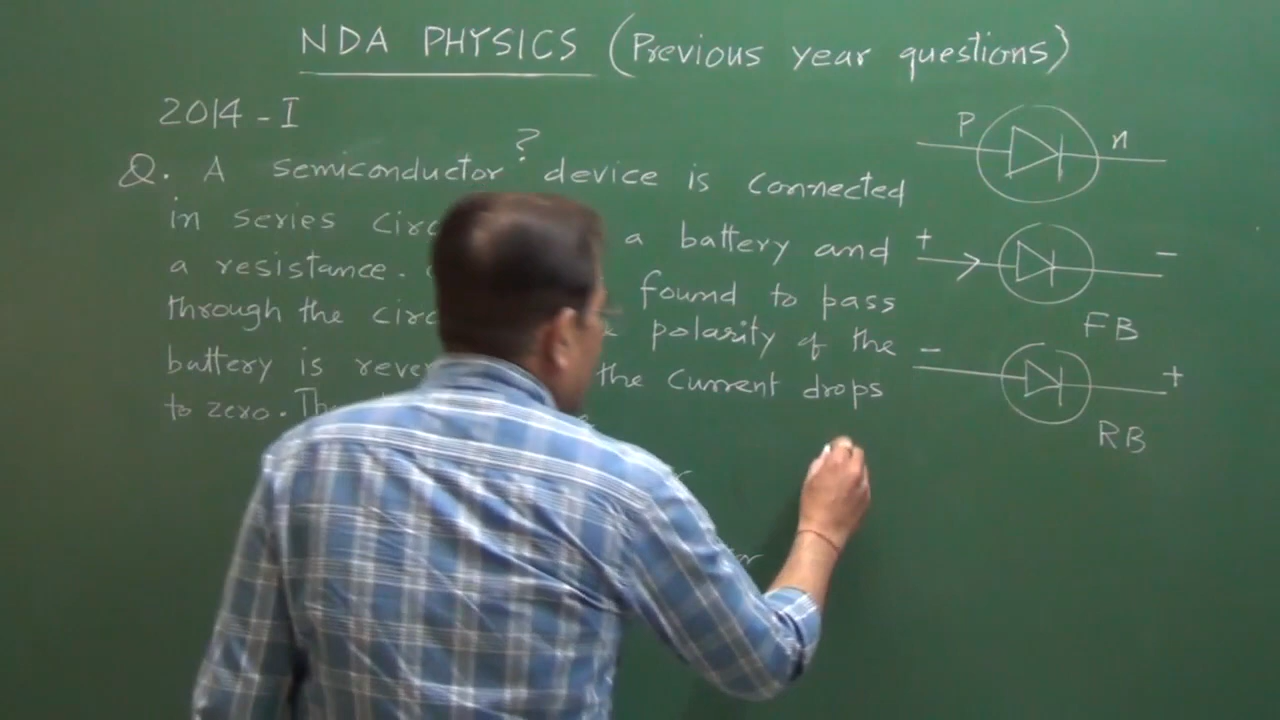 NDA PHYSICS (Previous year questions)
2014 - I
?
Q. A semiconductor device is connected
in series a battery and
a resistance. found to pass
through the polarity of the
battery is the current drops
to zero.
P n
+ -
FB
- +
RB